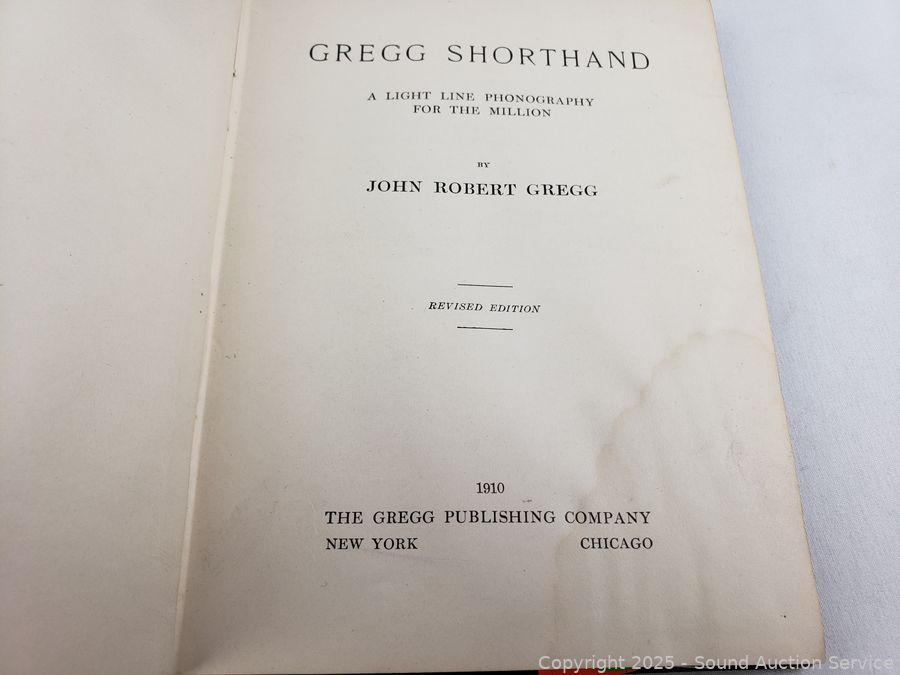 GREGG SHORTHAND
A LIGHT LINE PHONOGRAPHY
FOR THE MILLION
BY
JOHN ROBERT GREGG
REVISED EDITION
1910
THE GREGG PUBLISHING COMPANY
NEW YORK CHICAGO
Copyright 2025 - Sound Auction Service